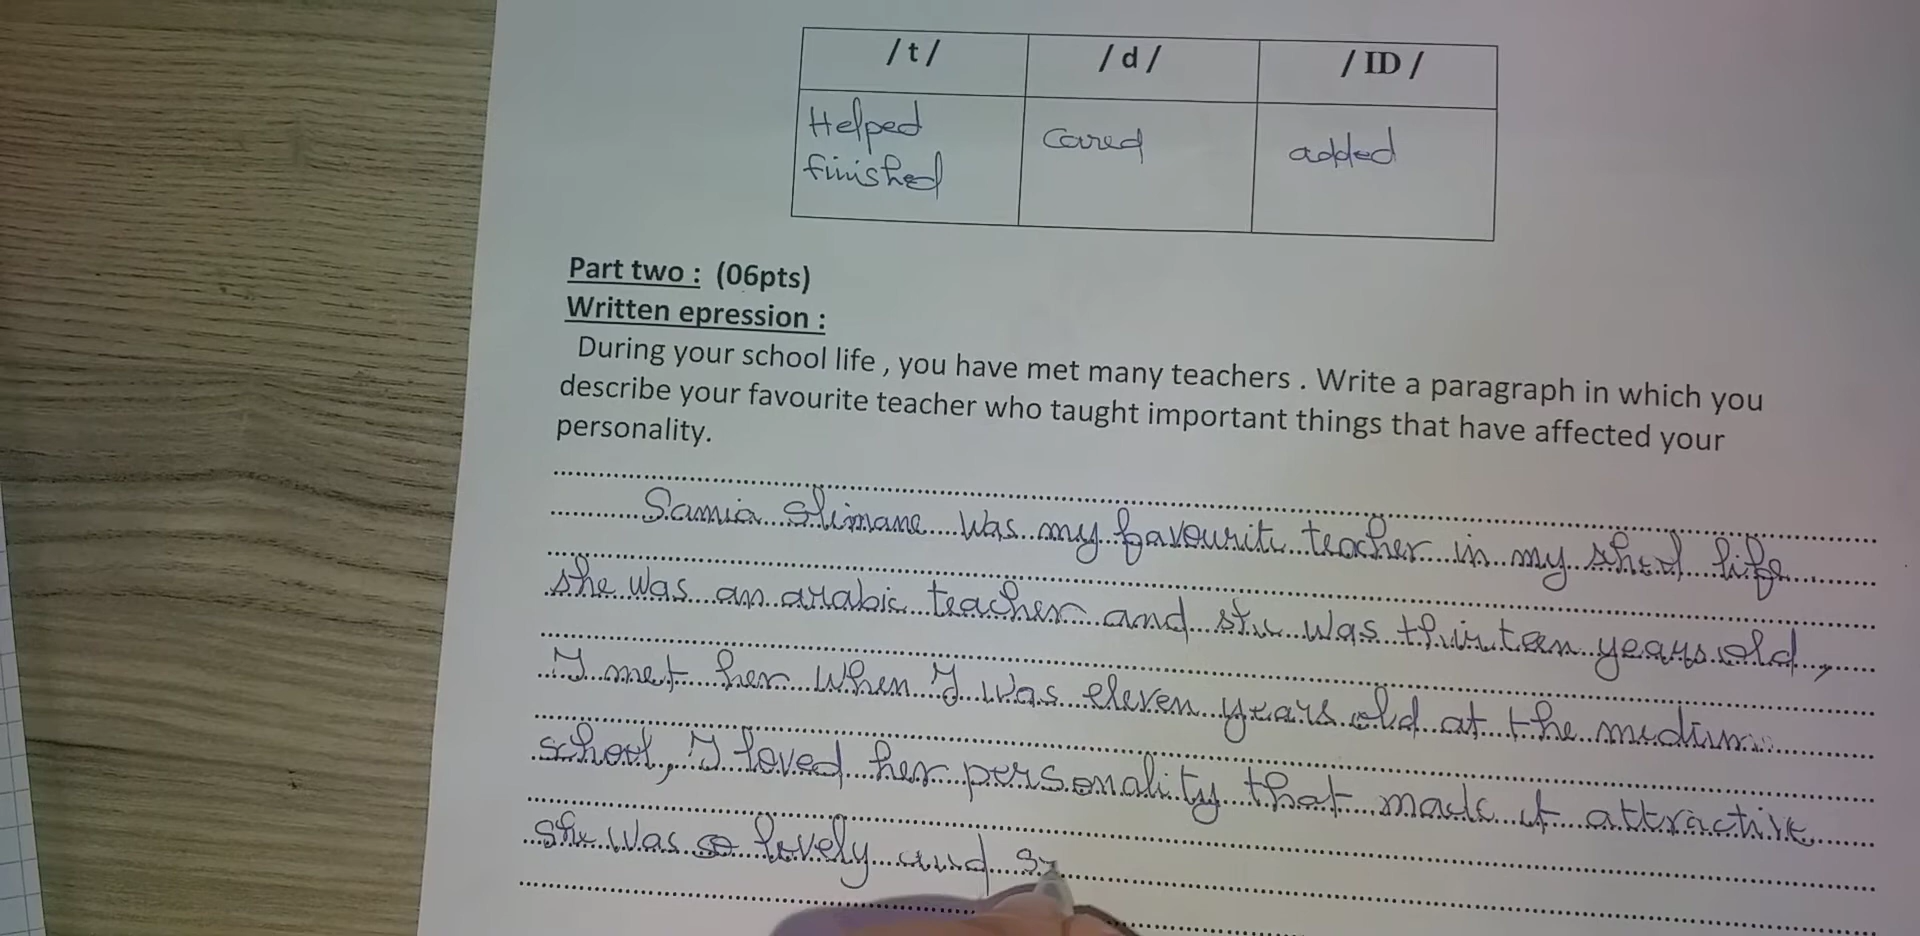 / t /
/ d /
/ ID /
Helped
finished
cared
added
Part two : (06pts)
Written epression :
During your school life , you have met many teachers . Write a paragraph in which you
describe your favourite teacher who taught important things that have affected your
personality.
Samia Slimane was my favourite teacher in my shool life
she was an arabic teacher and she was thirteen years old,
I met her when I was eleven years old at the medium
school, I loved her personality that made it attractive
she was so lovely and